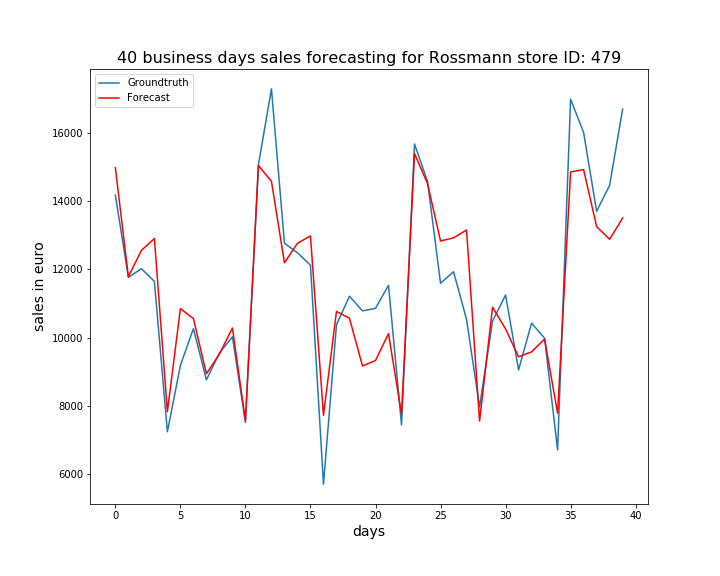 40 business days sales forecasting for Rossmann store ID: 479
Groundtruth
Forecast
16000
14000
12000
10000
8000
6000
sales in euro
0 5 10 15 20 25 30 35 40
days